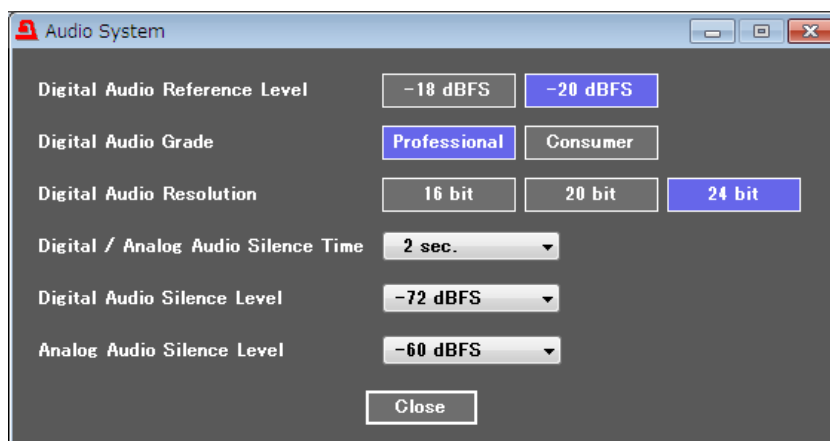 Audio System
Digital Audio Reference Level -18 dBFS -20 dBFS
Digital Audio Grade Professional Consumer
Digital Audio Resolution 16 bit 20 bit 24 bit
Digital / Analog Audio Silence Time 2 sec.
Digital Audio Silence Level -72 dBFS
Analog Audio Silence Level -60 dBFS
Close